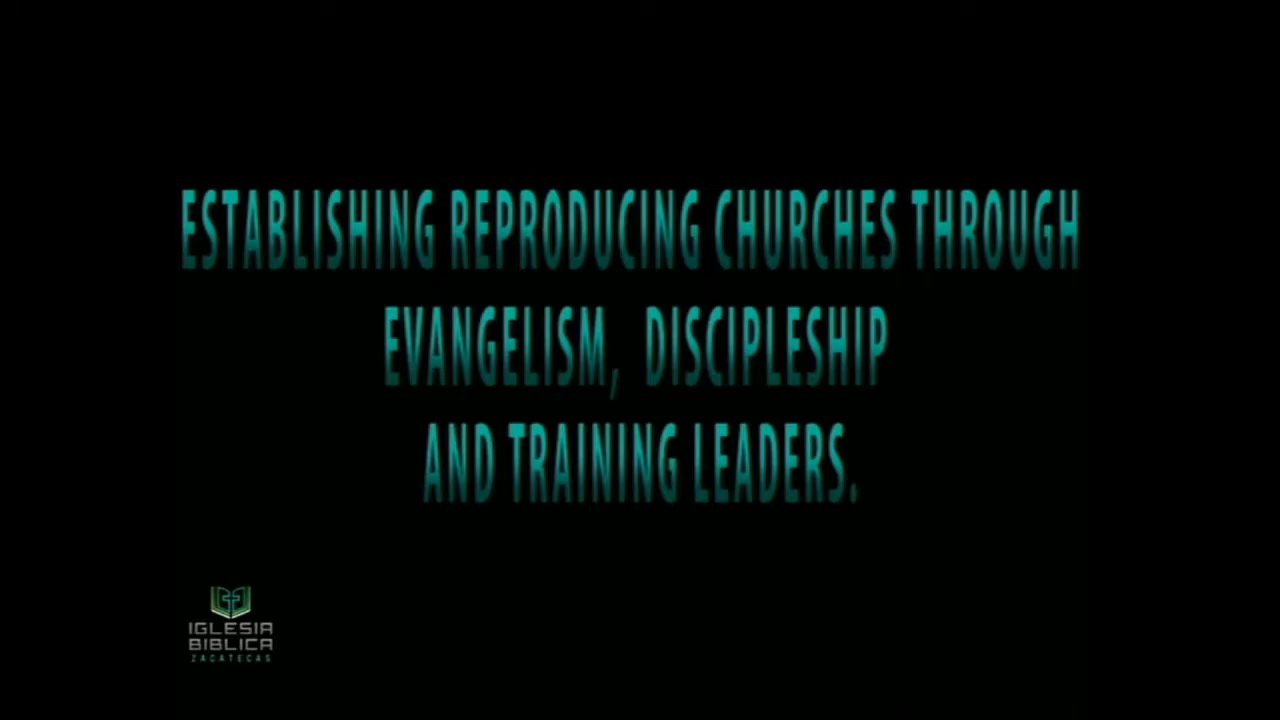 ESTABLISHING REPRODUCING CHURCHES THROUGH
EVANGELISM, DISCIPLESHIP
AND TRAINING LEADERS.
IGLESIA
BIBLICA
ZACATECAS